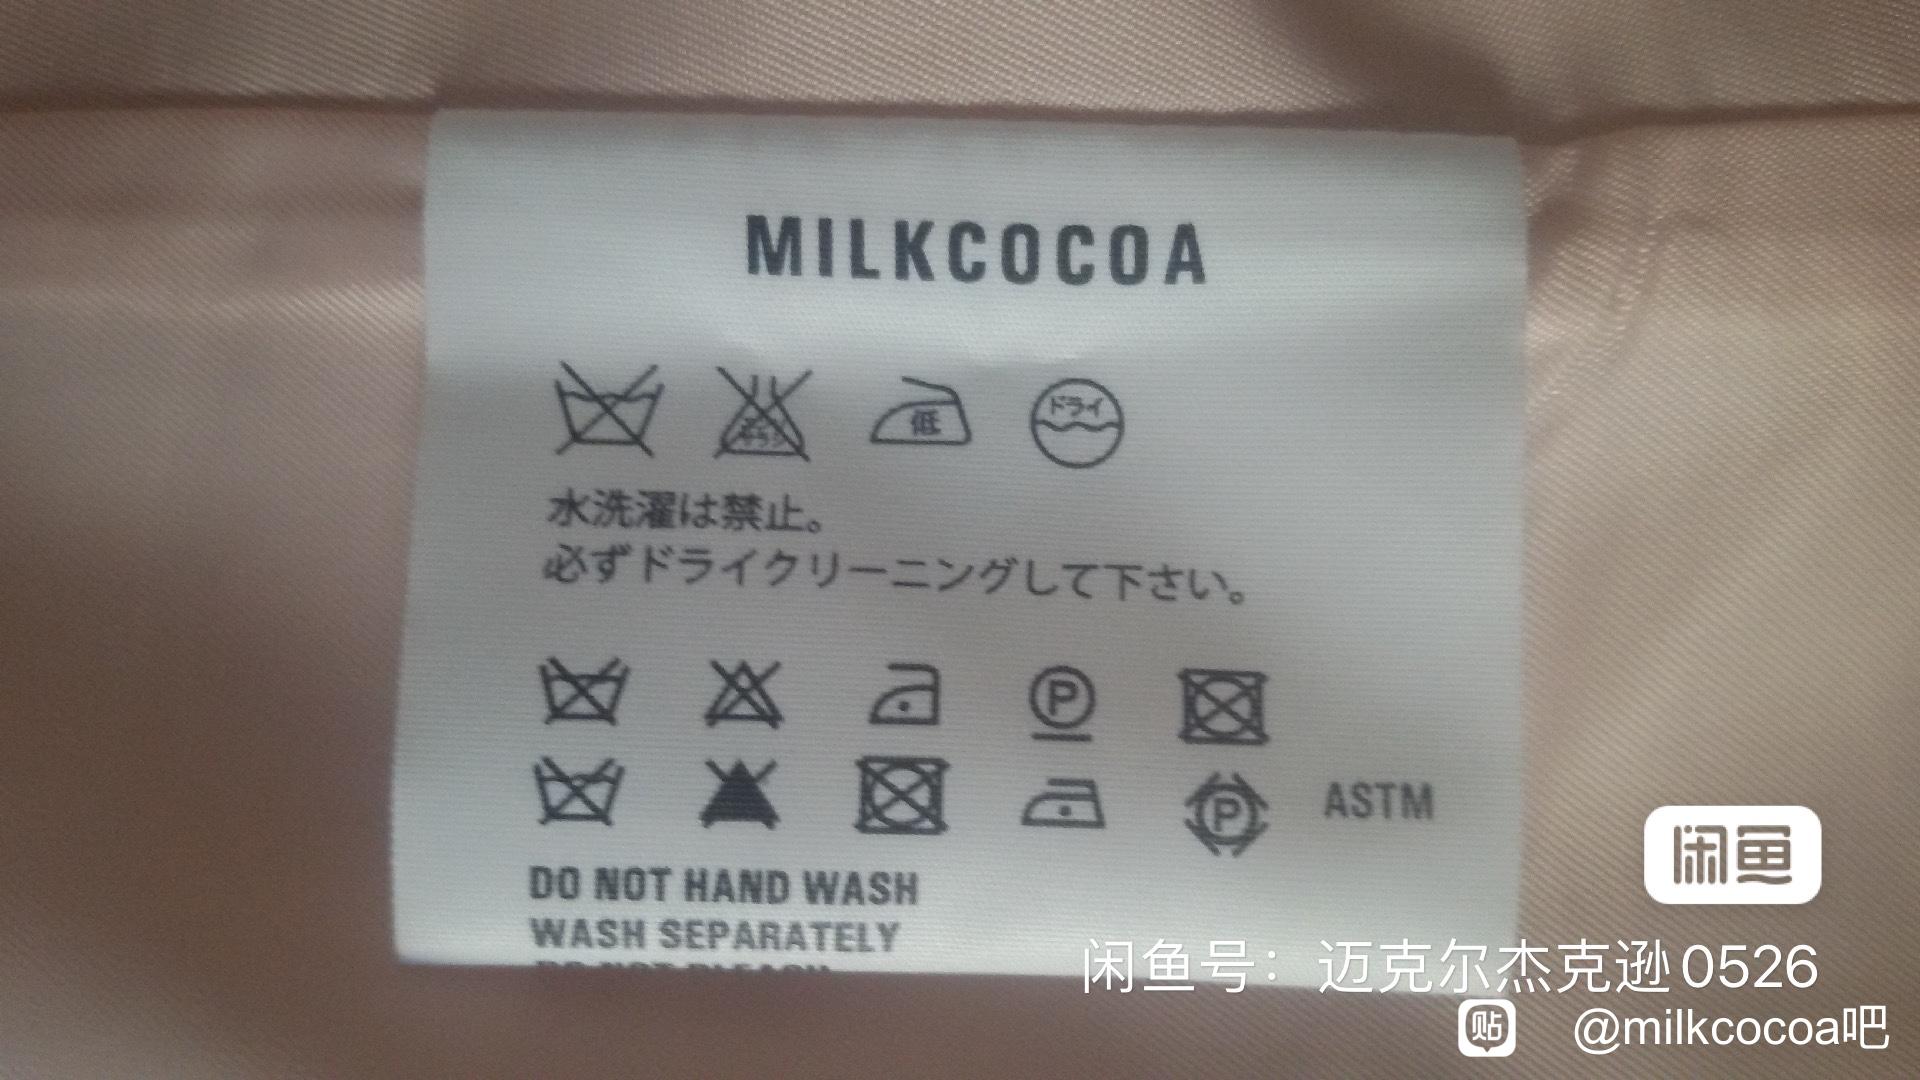 MILKCOCOA
低
ドライ
水洗濯は禁止。
必ずドライクリーニングして下さい。
P
P
ASTM
DO NOT HAND WASH
WASH SEPARATELY
闲鱼
闲鱼号：迈克尔杰克逊0526
贴
@milkcocoa吧